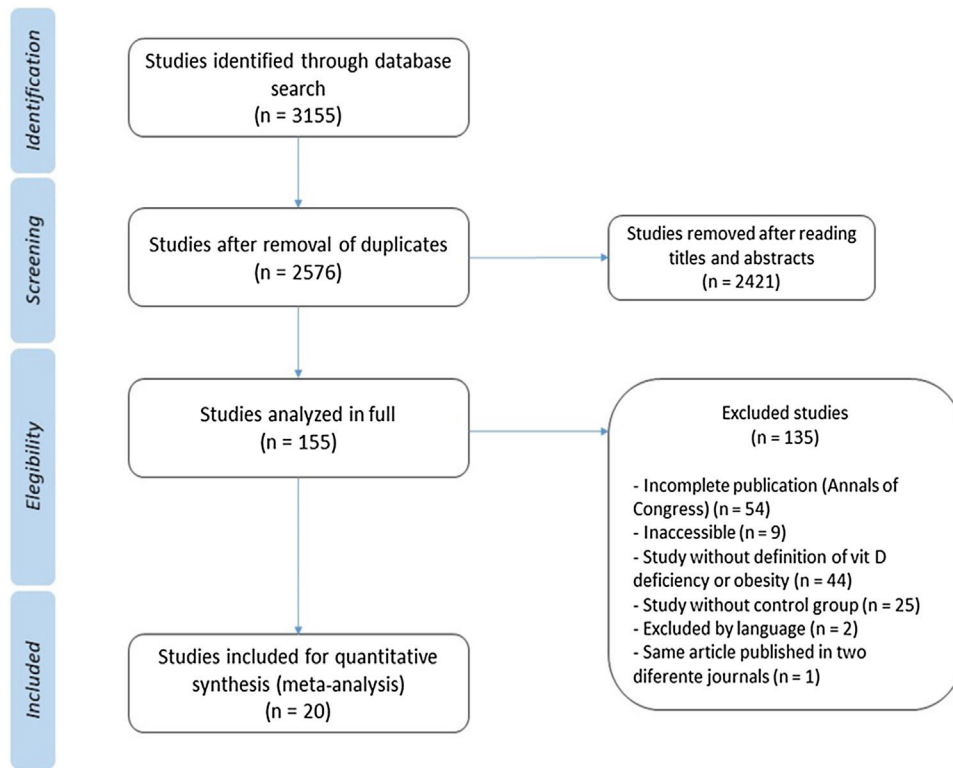 Identification
Studies identified through database
search
(n = 3155)
Screening
Studies after removal of duplicates
(n = 2576)
Studies removed after reading
titles and abstracts
(n = 2421)
Elegibility
Studies analyzed in full
(n = 155)
Excluded studies
(n = 135)
- Incomplete publication (Annals of
Congress) (n = 54)
- Inaccessible (n = 9)
- Study without definition of vit D
deficiency or obesity (n = 44)
- Study without control group (n = 25)
- Excluded by language (n = 2)
- Same article published in two
diferente journals (n = 1)
Included
Studies included for quantitative
synthesis (meta-analysis)
(n = 20)